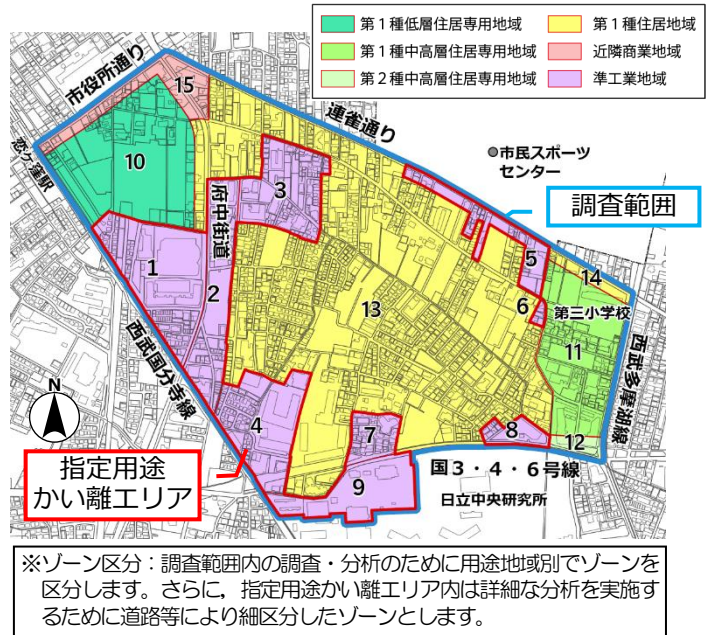 第１種低層住居専用地域
第１種住居地域
第１種中高層住居専用地域
近隣商業地域
第２種中高層住居専用地域
準工業地域
市役所通り
15
連雀通り
恋ヶ窪駅
10
市民スポーツ
センター
3
府中街道
調査範囲
1
2
5
14
6
第三小学校
13
11
西武国分寺線
西武多摩湖線
N
4
7
8
12
指定用途
かい離エリア
国３・４・６号線
9
日立中央研究所
※ゾーン区分：調査範囲内の調査・分析のために用途地域別でゾーンを
区分します。さらに，指定用途かい離エリア内は詳細な分析を実施す
るために道路等により細区分したゾーンとします。